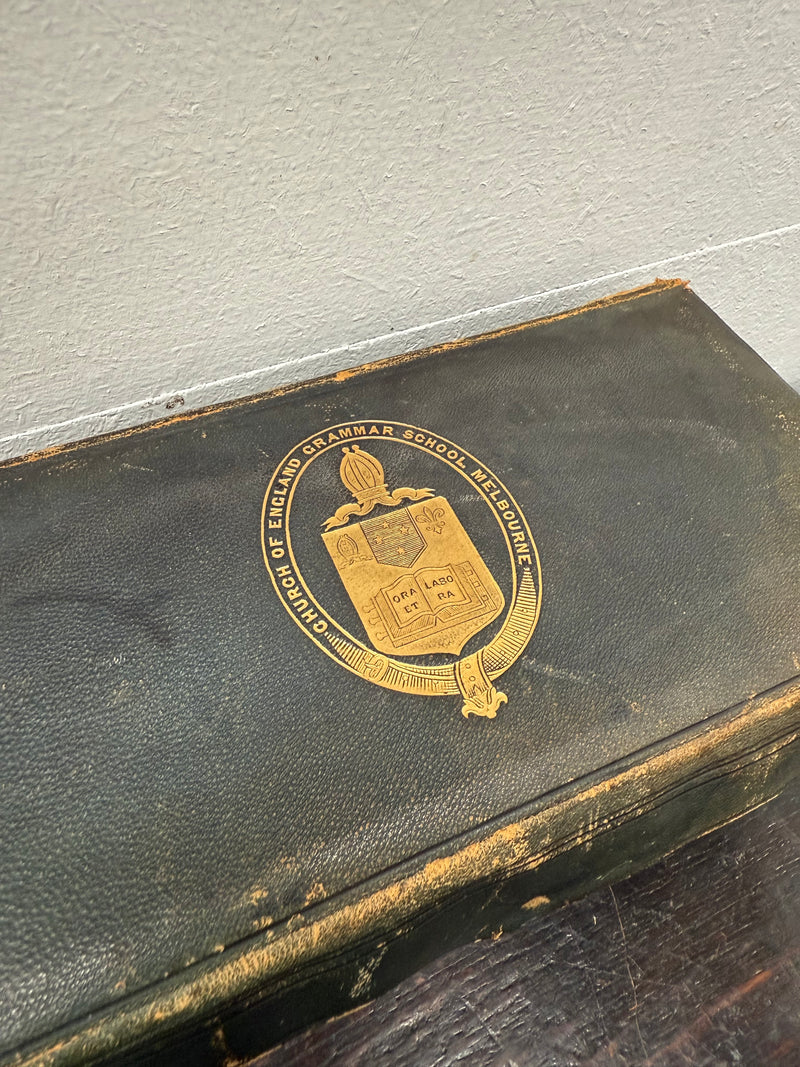 CHURCH OF ENGLAND GRAMMAR SCHOOL MELBOURNE
ORA LABO
ET RA